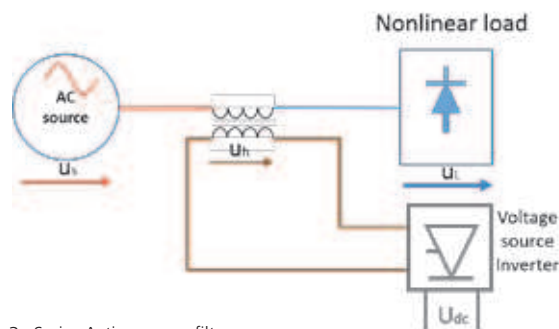 Nonlinear load
AC
source
Us
Uh
UL
Voltage
source
Inverter
Udc